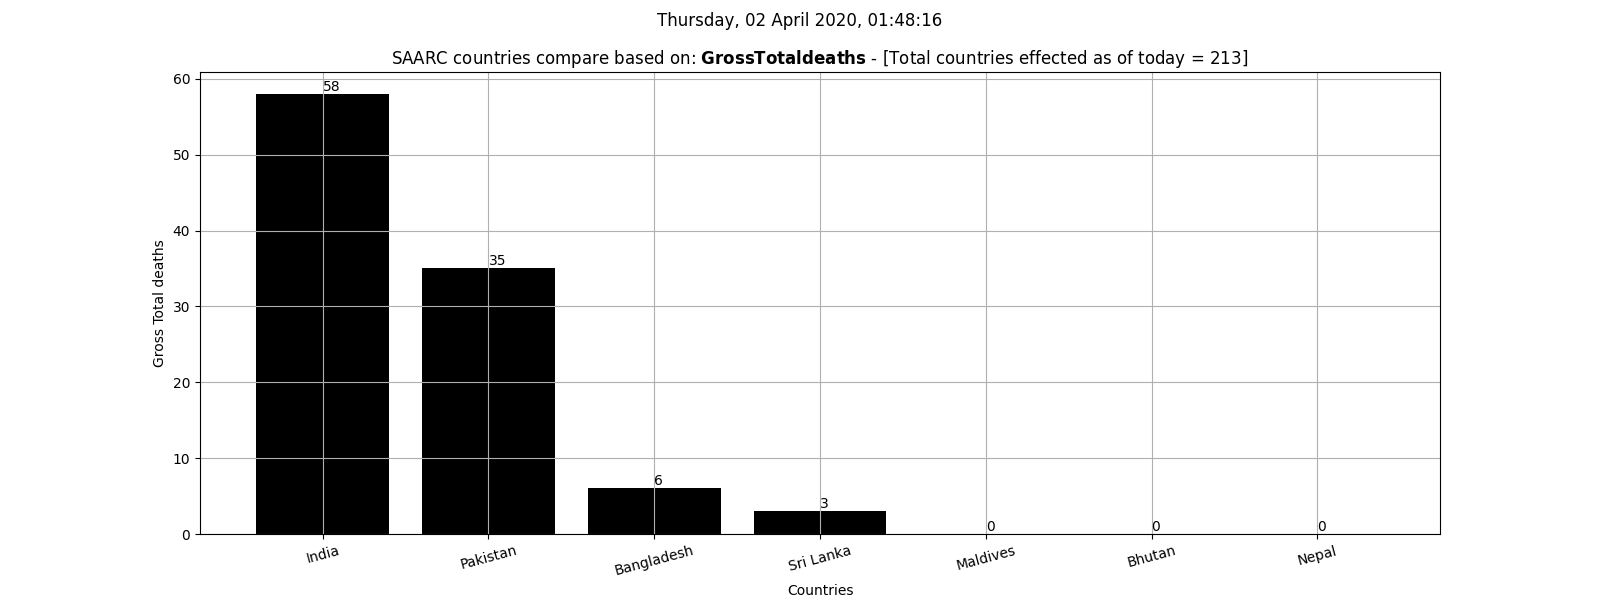 Thursday, 02 April 2020, 01:48:16
SAARC countries compare based on: GrossTotaldeaths - [Total countries effected as of today = 213]
Gross Total deaths
60
50
40
30
20
10
0
58
35
6
3
0
0
0
India
Pakistan
Bangladesh
Sri Lanka
Maldives
Bhutan
Nepal
Countries